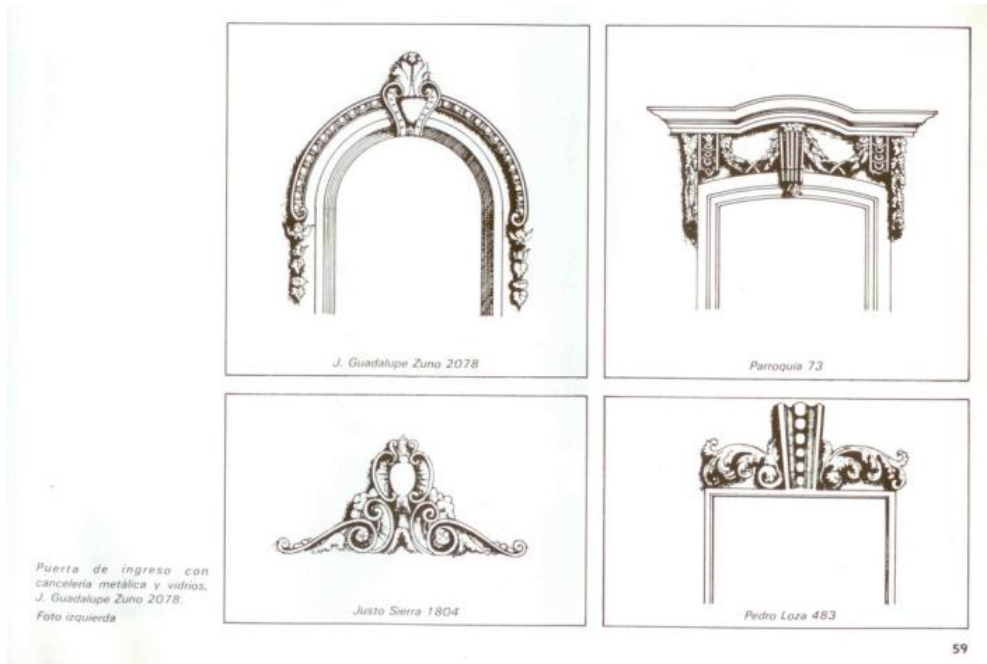 J. Guadalupe Zuno 2078
Parroquia 73
Justo Sierra 1804
Pedro Loza 483
Puerta de ingreso con
cancelería metálica y vidrios,
J. Guadalupe Zuno 2078.
Foto izquierda
59